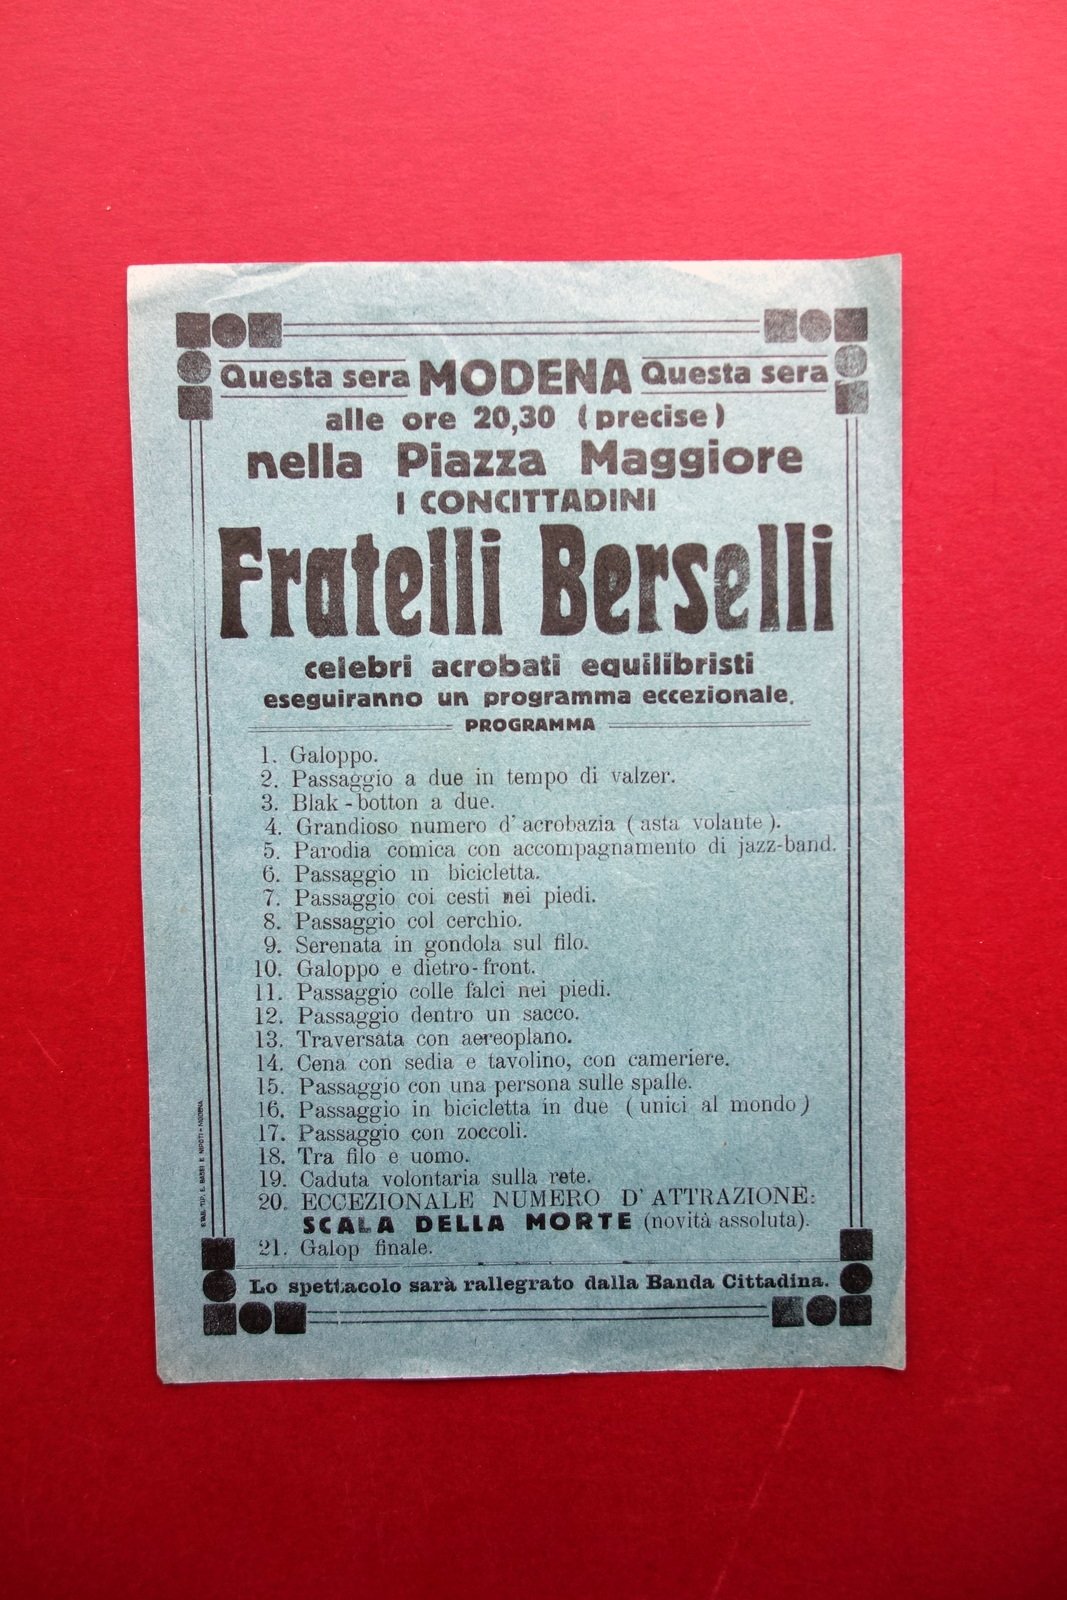 Questa sera MODENA Questa sera
alle ore 20,30 (precise)
nella Piazza Maggiore
I CONCITTADINI
Fratelli Berselli
celebri acrobati equilibristi
eseguiranno un programma eccezionale.
PROGRAMMA
1. Galoppo.
2. Passaggio a due in tempo di valzer.
3. Blak-botton a due.
4. Grandioso numero d'acrobazia (asta volante).
5. Parodia comica con accompagnamento di jazz-band.
6. Passaggio in bicicletta.
7. Passaggio coi cesti nei piedi.
8. Passaggio col cerchio.
9. Serenata in gondola sul filo.
10. Galoppo e dietro-front.
11. Passaggio colle falci nei piedi.
12. Passaggio dentro un sacco.
13. Traversata con aereoplano.
14. Cena con sedia e tavolino, con cameriere.
15. Passaggio con una persona sulle spalle.
16. Passaggio in bicicletta in due (unici al mondo)
17. Passaggio con zoccoli.
18. Tra filo e uomo.
19. Caduta volontaria sulla rete.
20. ECCEZIONALE NUMERO D'ATTRAZIONE:
SCALA DELLA MORTE (novità assoluta).
21. Galop finale.
Lo spettacolo sarà rallegrato dalla Banda Cittadina.
STAB. TIP. E. BASSI E NIPOTI - MODENA